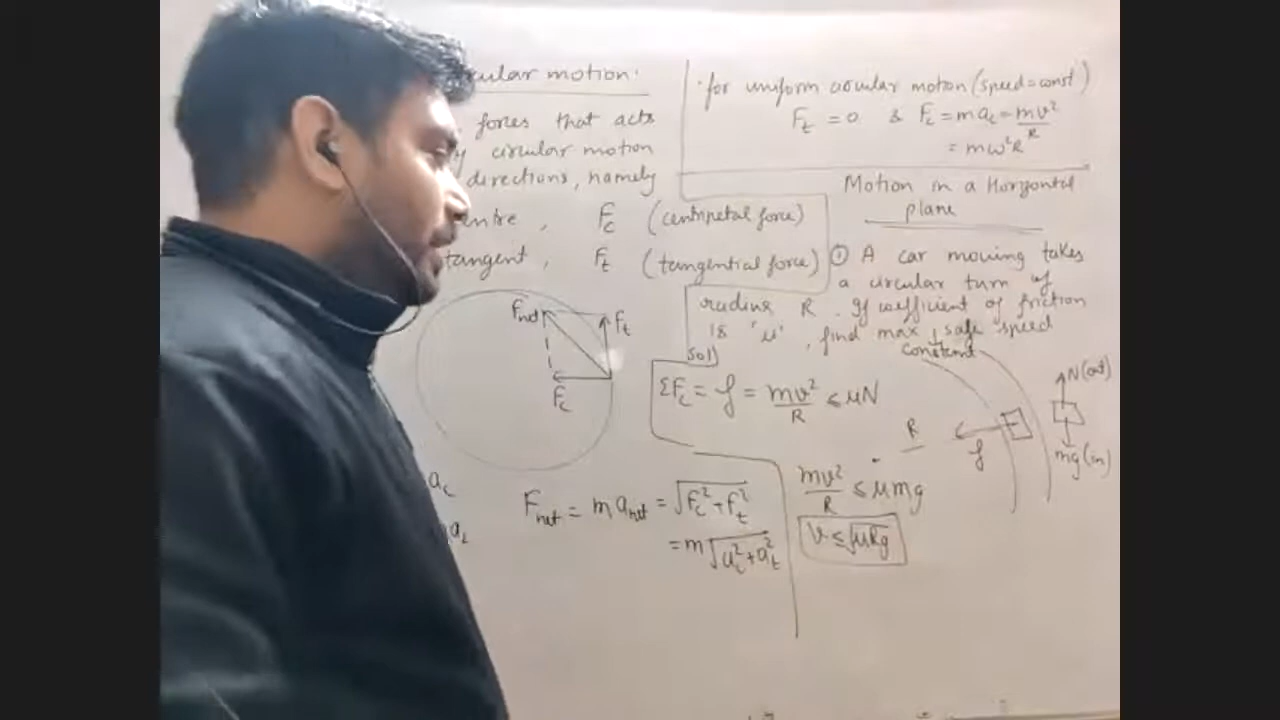 cular motion.
forces that acts
circular motion
directions, namely
entre, Fc (centripetal force)
tangent, Ft (tangential force)
Fnet
Ft
Fc
ac
Fnet = m anet = √Fc²+Ft²
= m√ac²+at²
for uniform circular motion (speed=const)
Ft = 0 & Fc = mac = mv²/R
= mω²R
Motion in a Horizontal
plane
① A car moving takes
a circular turn of
radius R. If coefficient of friction
is 'μ', find max safe speed
constant
Sol)
ΣFc = f = mv²/R ≤ μN
mv²/R ≤ μmg
v ≤ √μRg
R
f
N(out)
mg(in)